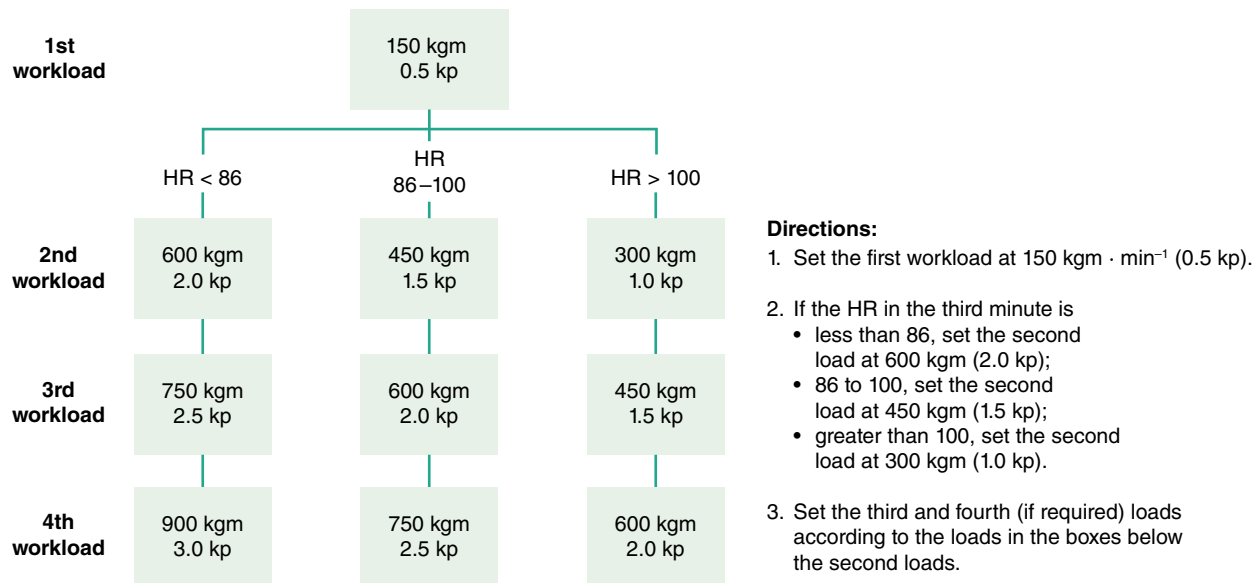 1st
workload
150 kgm
0.5 kp
HR < 86
HR
86–100
HR > 100
2nd
workload
600 kgm
2.0 kp
450 kgm
1.5 kp
300 kgm
1.0 kp
3rd
workload
750 kgm
2.5 kp
600 kgm
2.0 kp
450 kgm
1.5 kp
4th
workload
900 kgm
3.0 kp
750 kgm
2.5 kp
600 kgm
2.0 kp
Directions:
1. Set the first workload at 150 kgm · min⁻¹ (0.5 kp).
2. If the HR in the third minute is
• less than 86, set the second
load at 600 kgm (2.0 kp);
• 86 to 100, set the second
load at 450 kgm (1.5 kp);
• greater than 100, set the second
load at 300 kgm (1.0 kp).
3. Set the third and fourth (if required) loads
according to the loads in the boxes below
the second loads.